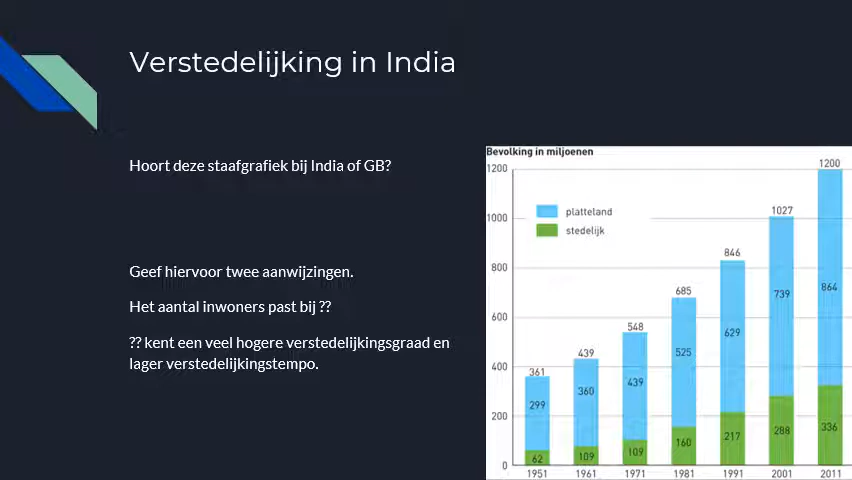 Verstedelijking in India
Hoort deze staafgrafiek bij India of GB?
Geef hiervoor twee aanwijzingen.
Het aantal inwoners past bij ??
?? kent een veel hogere verstedelijkingsgraad en
lager verstedelijkingstempo.
Bevolking in miljoenen
1200
1000
800
600
400
200
0
platteland
stedelijk
361
299
62
439
360
109
548
439
109
685
525
160
846
629
217
1027
739
288
1200
864
336
1951 1961 1971 1981 1991 2001 2011